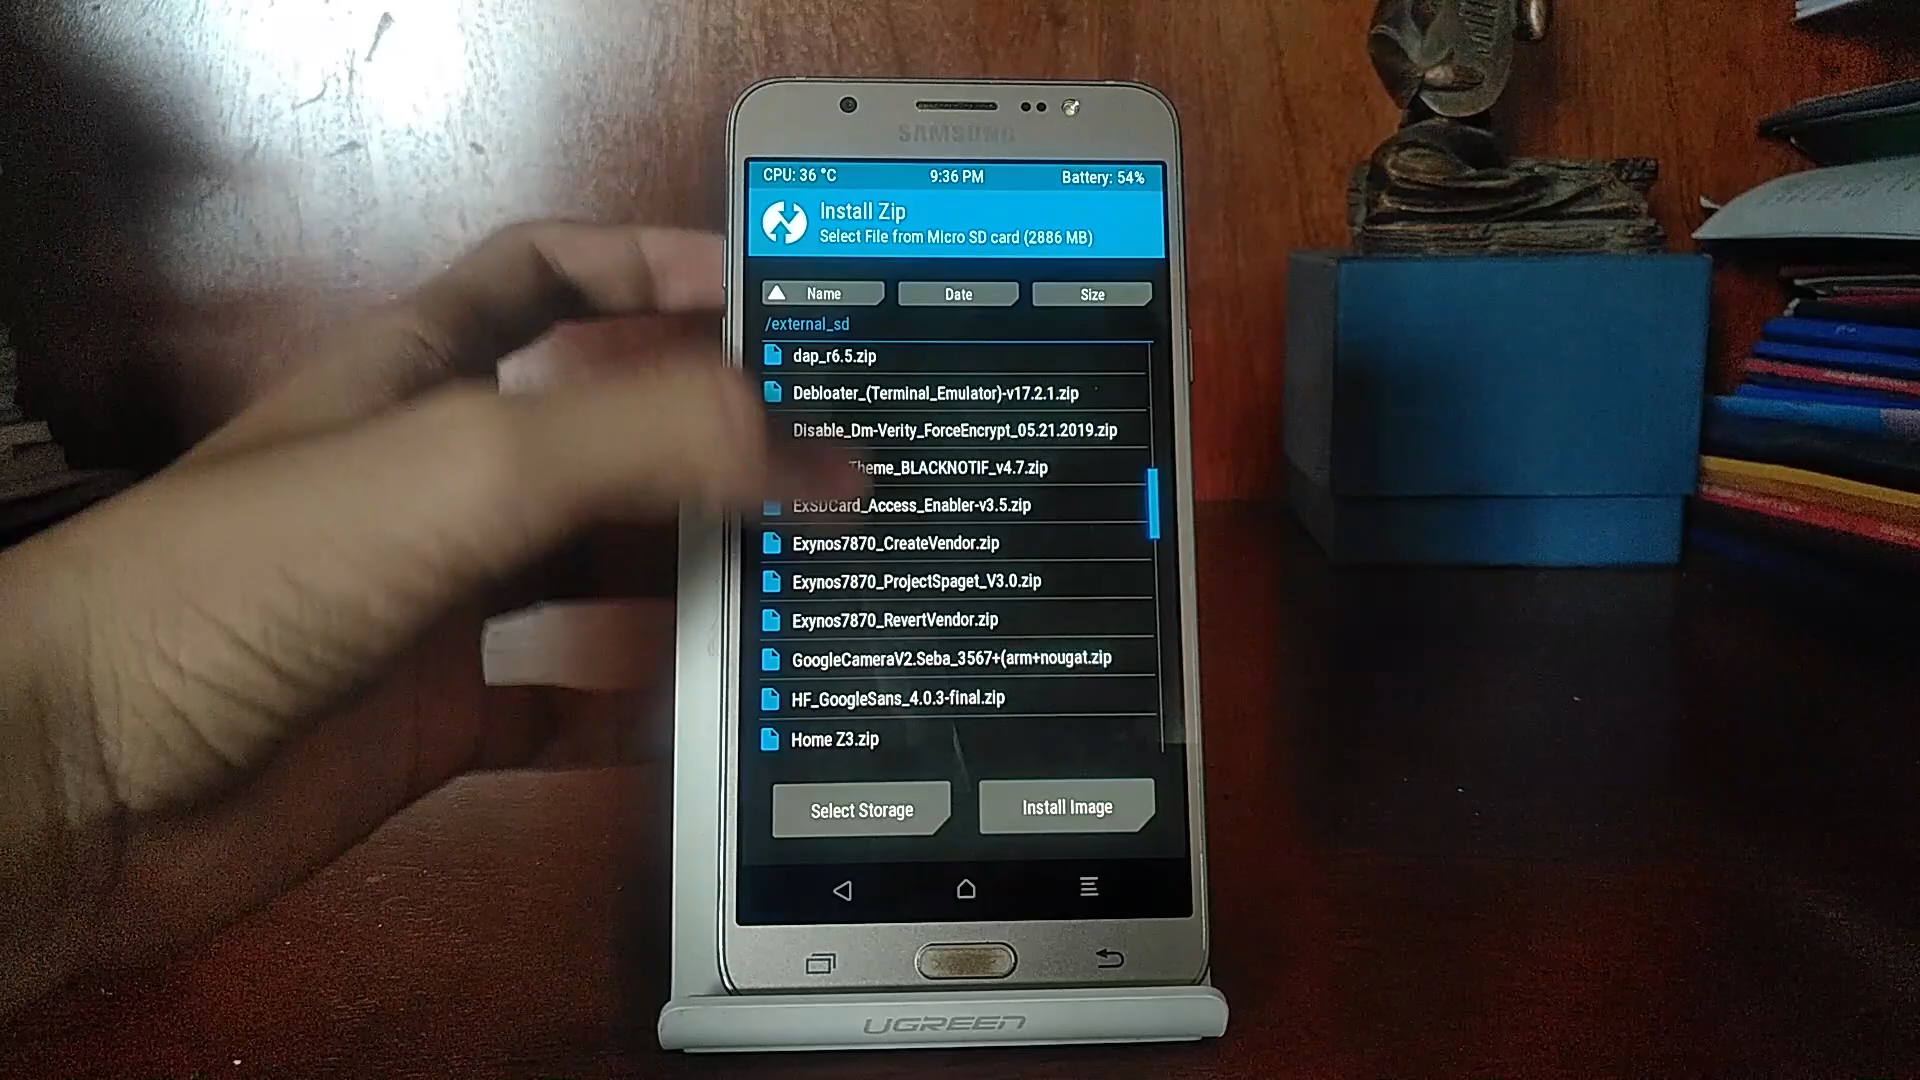 SAMSUNG
CPU: 36 °C 9:36 PM Battery: 54%
Install Zip
Select File from Micro SD card (2886 MB)
Name Date Size
/external_sd
dap_r6.5.zip
Debloater_(Terminal_Emulator)-v17.2.1.zip
Disable_Dm-Verity_ForceEncrypt_05.21.2019.zip
Theme_BLACKNOTIF_v4.7.zip
ExSDCard_Access_Enabler-v3.5.zip
Exynos7870_CreateVendor.zip
Exynos7870_ProjectSpaget_V3.0.zip
Exynos7870_RevertVendor.zip
GoogleCameraV2.Seba_3567+(arm+nougat.zip
HF_GoogleSans_4.0.3-final.zip
Home Z3.zip
Select Storage Install Image
UGREEN